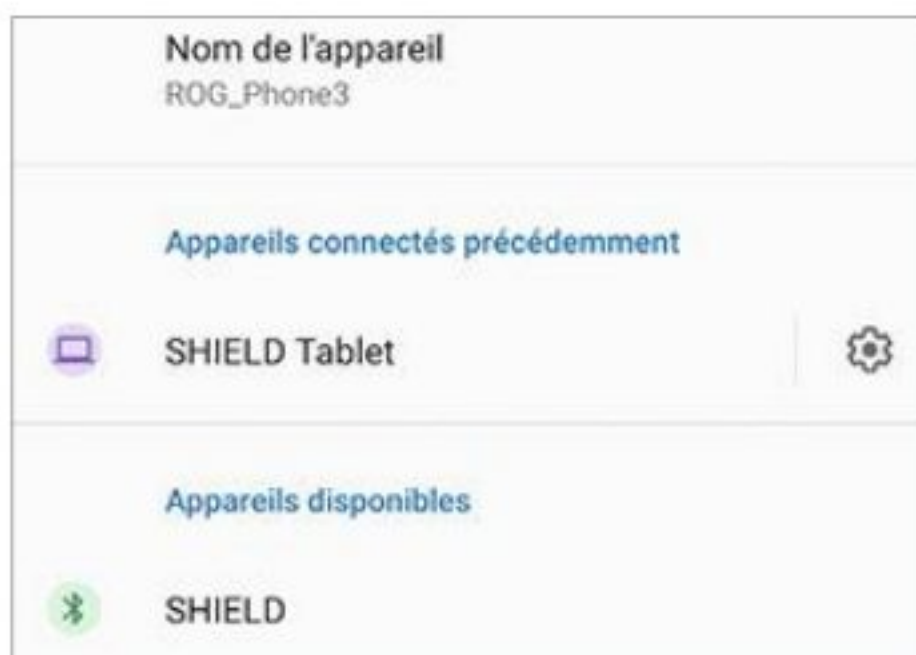 Nom de l'appareil
ROG_Phone3
Appareils connectés précédemment
SHIELD Tablet
Appareils disponibles
SHIELD